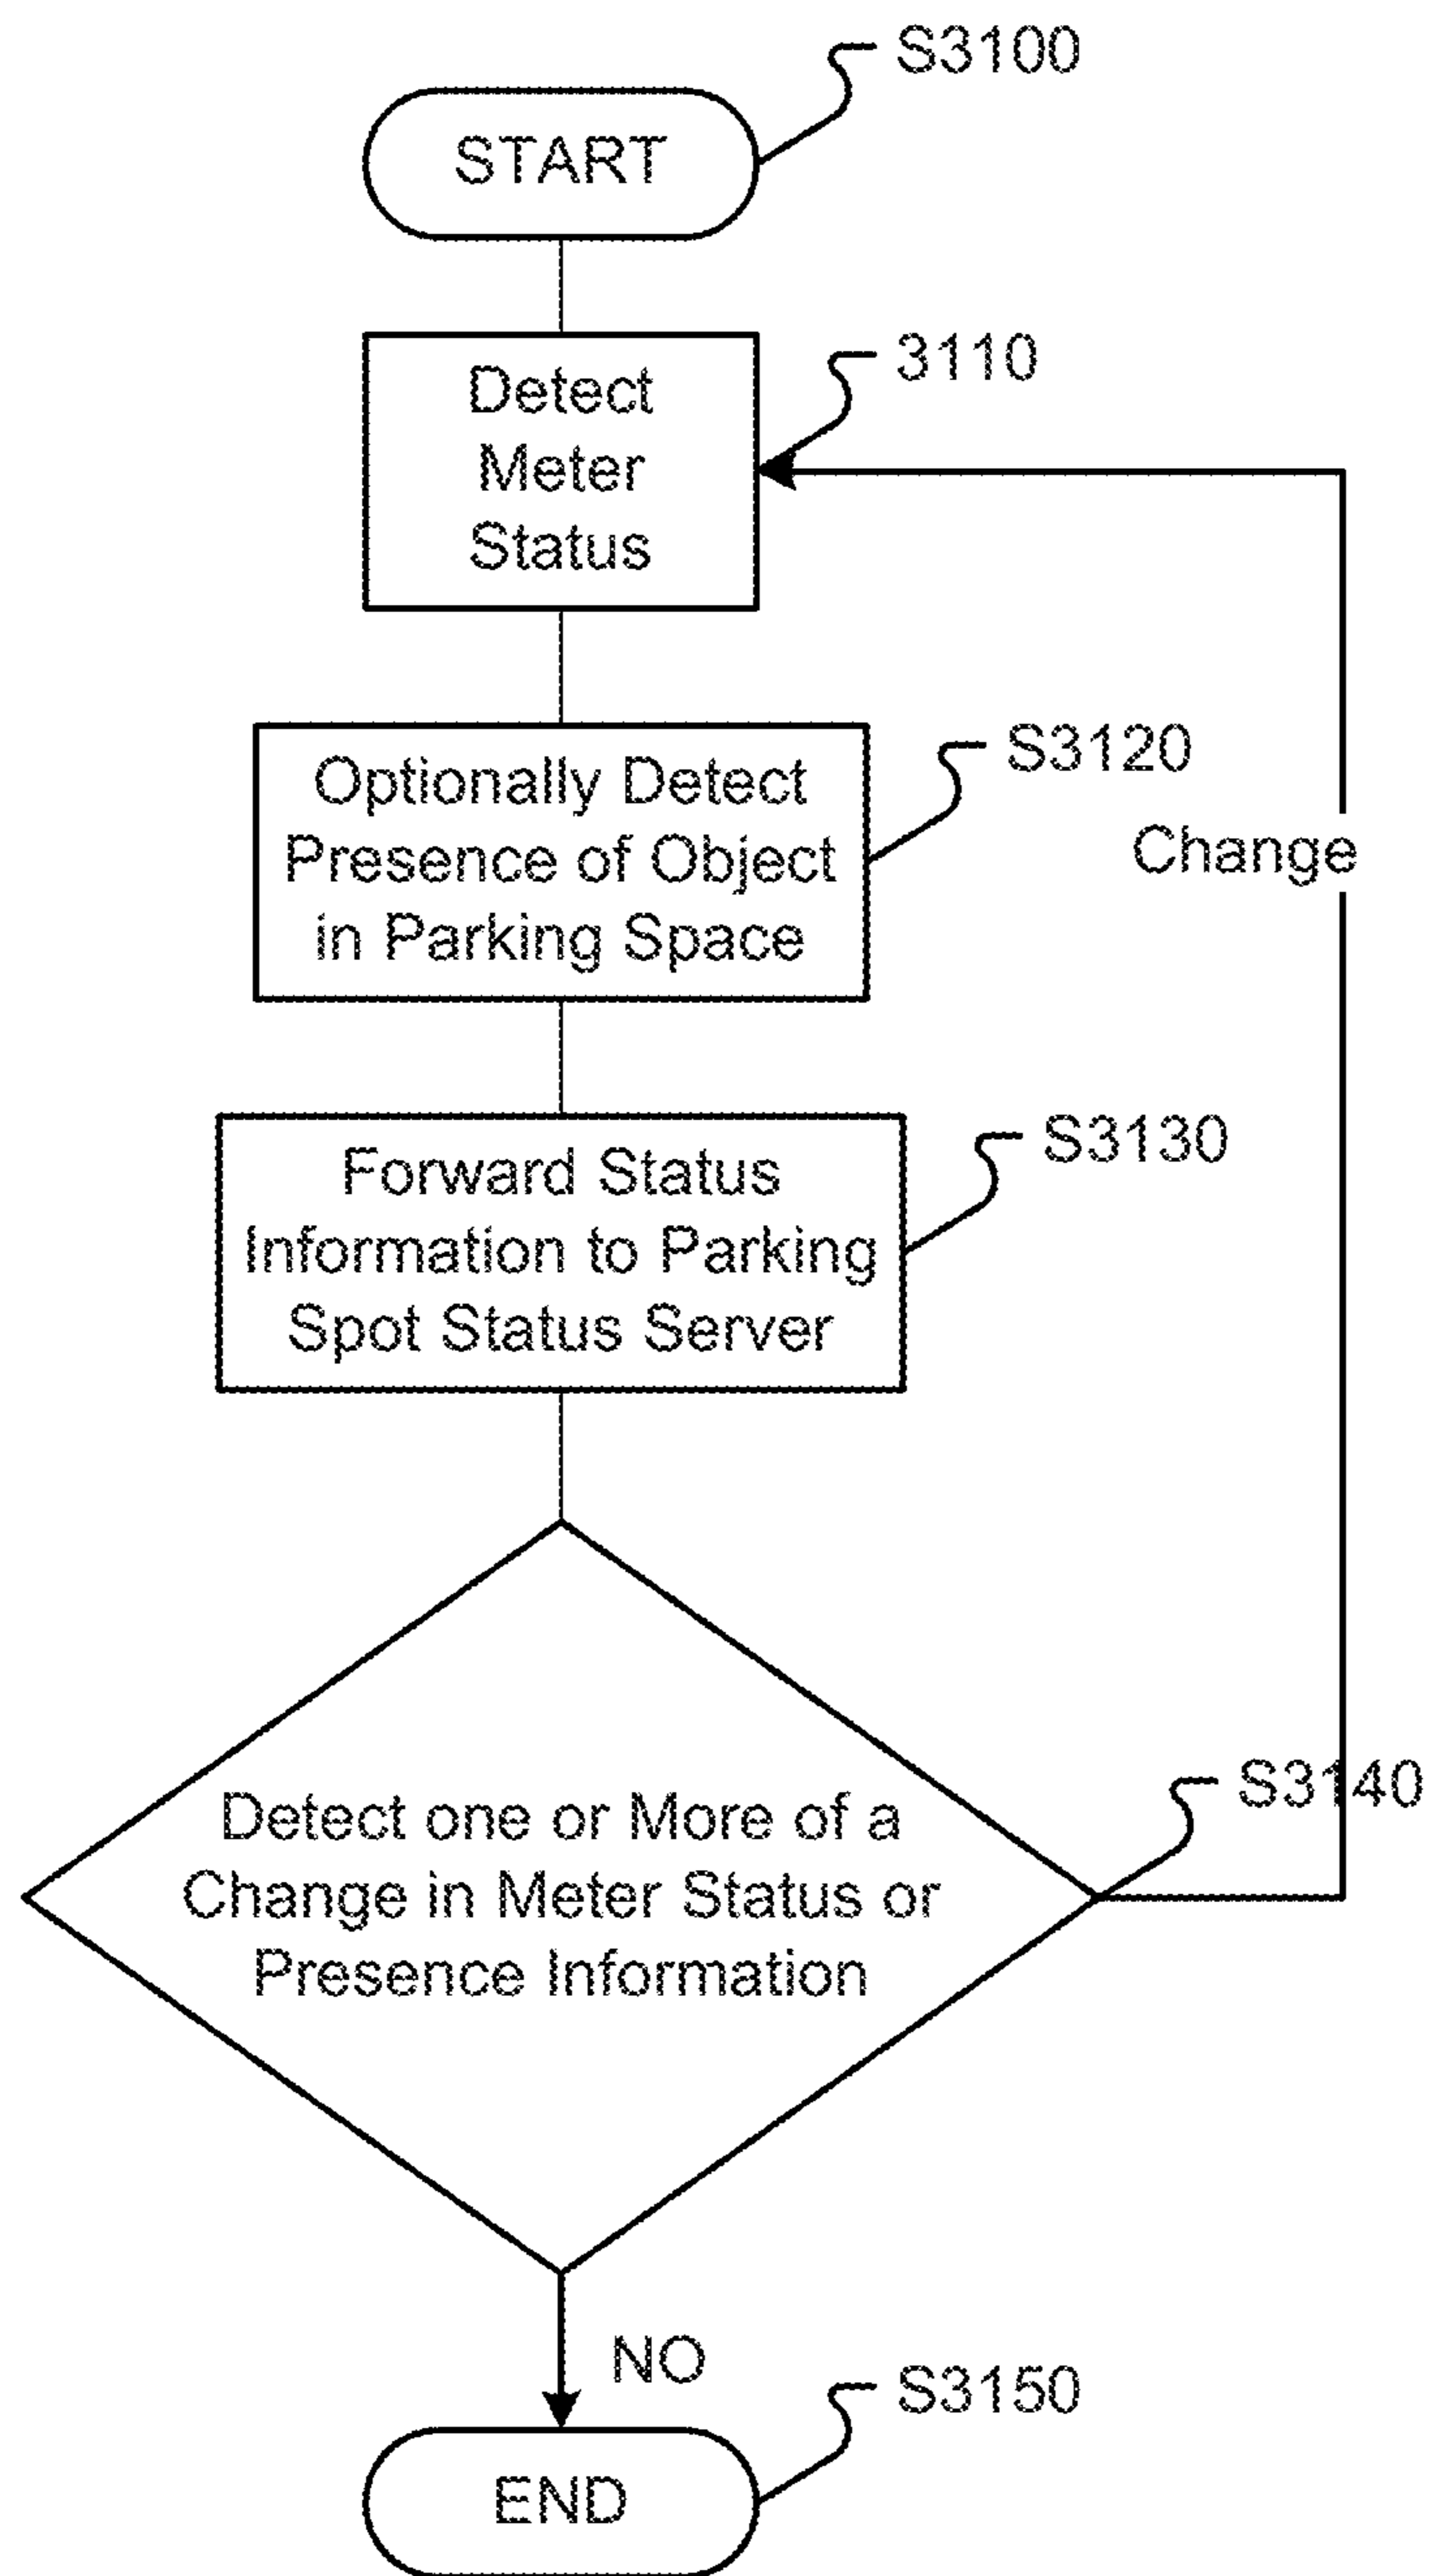 S3100
START
3110
Detect
Meter
Status
S3120
Optionally Detect
Presence of Object
in Parking Space
Change
S3130
Forward Status
Information to Parking
Spot Status Server
S3140
Detect one or More of a
Change in Meter Status or
Presence Information
NO
S3150
END